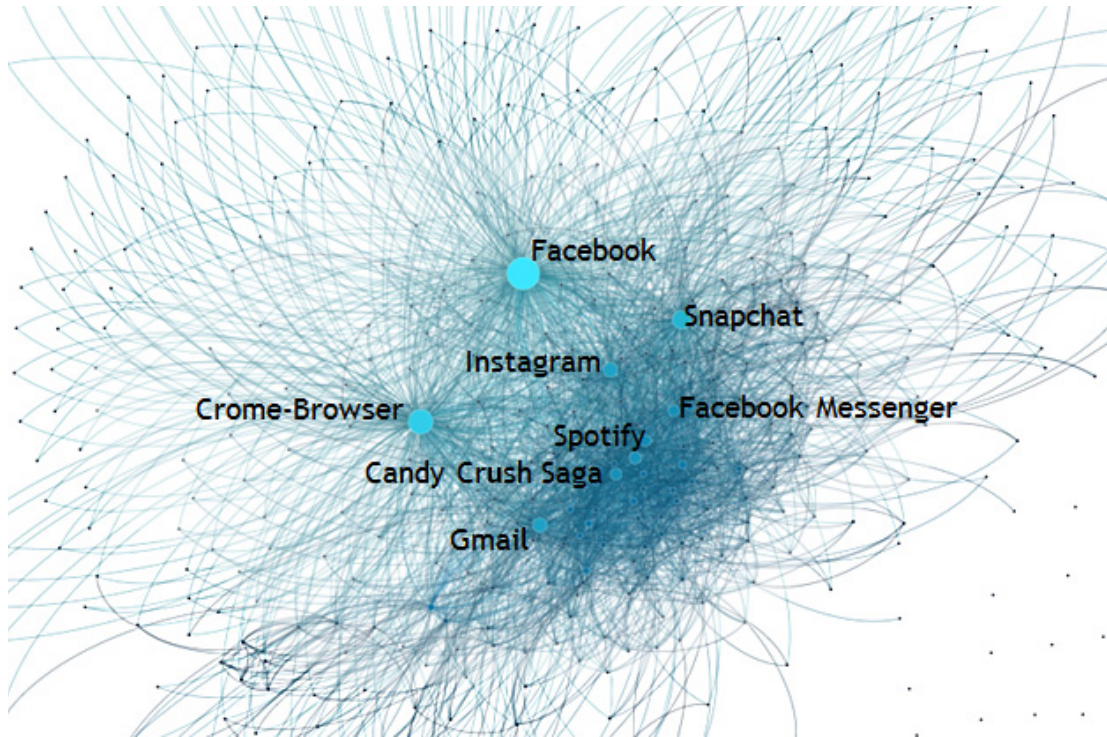 Facebook
Snapchat
Instagram
Crome-Browser
Facebook Messenger
Spotify
Candy Crush Saga
Gmail